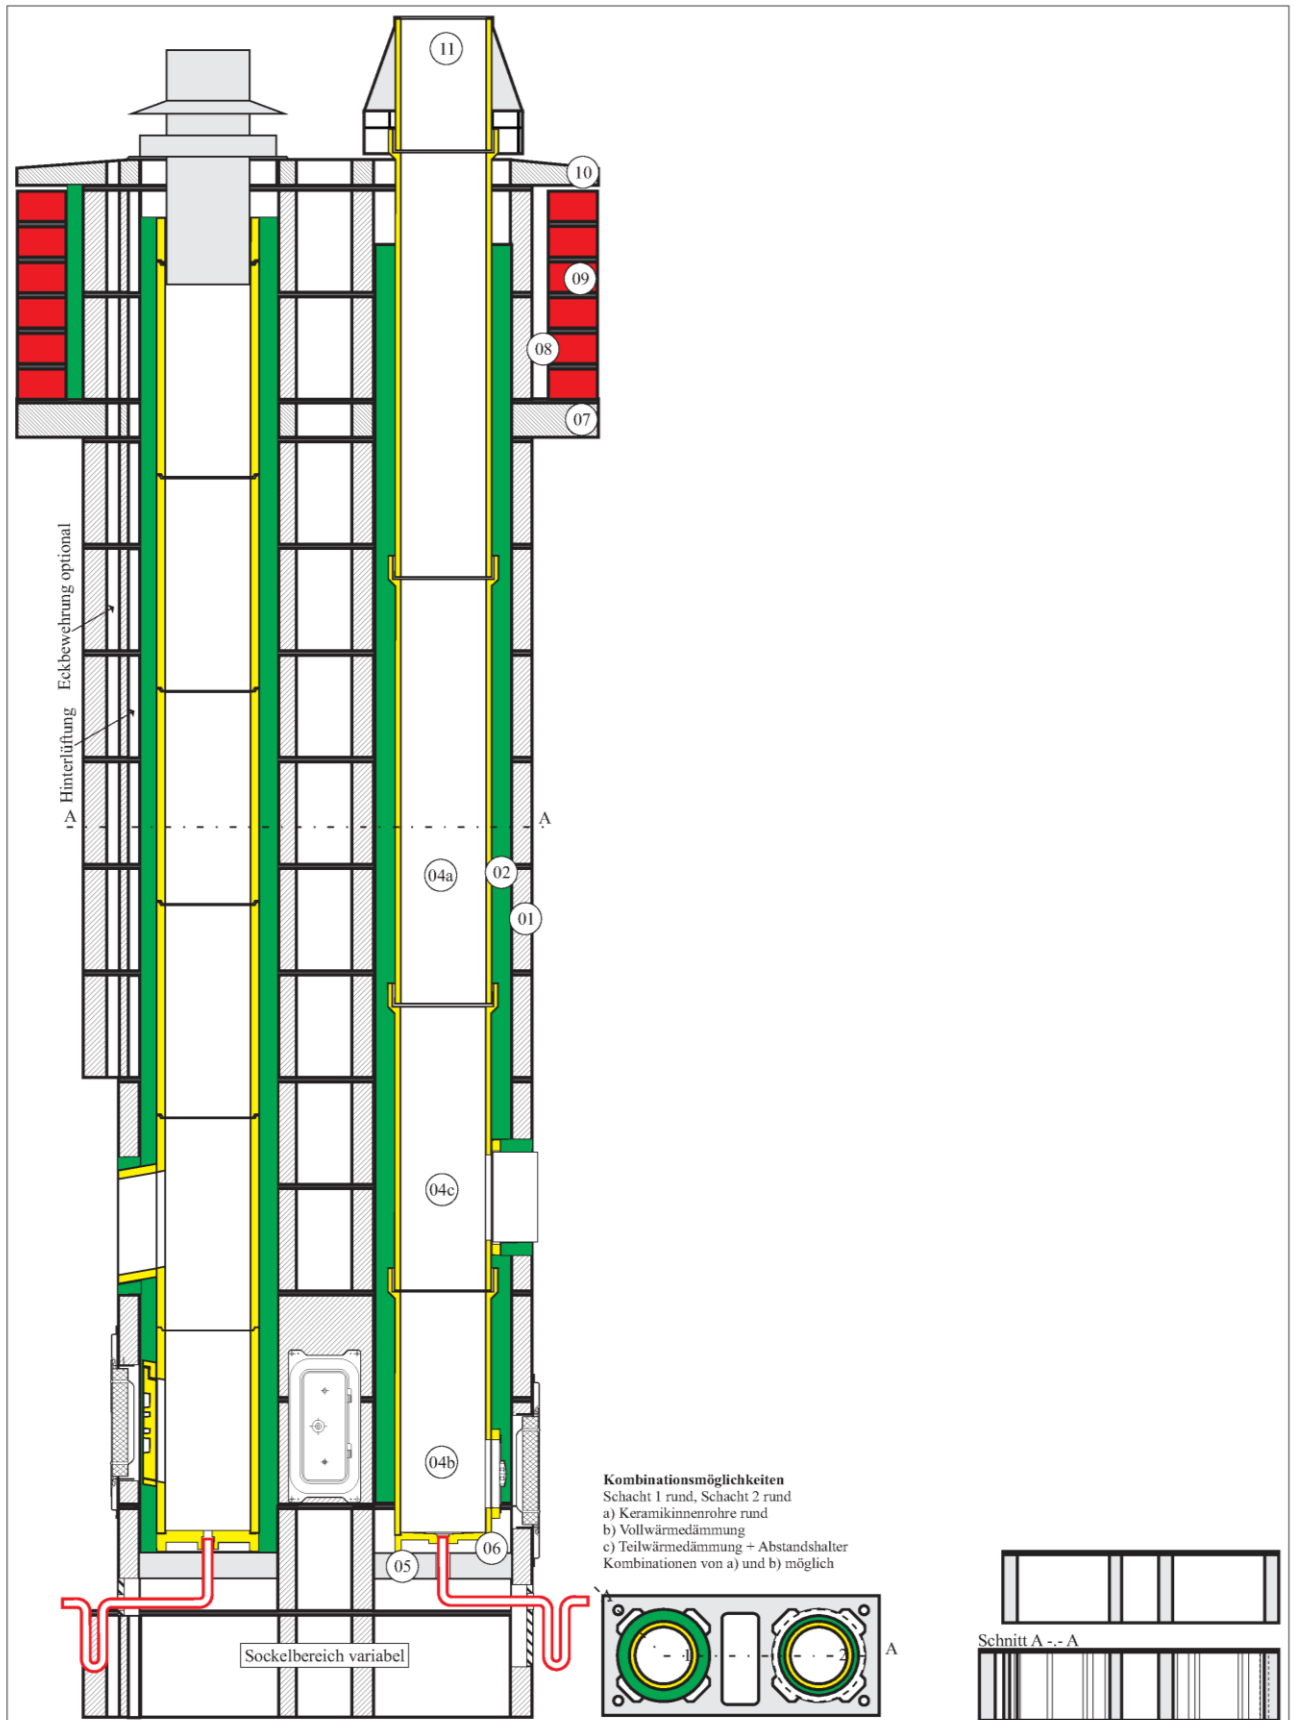 11
10
09
08
07
Eckbewehrung optional
Hinterlüftung
A
A
04a
02
01
04c
04b
05
06
Kombinationsmöglichkeiten
Schacht 1 rund, Schacht 2 rund
a) Keramikinnenrohre rund
b) Vollwärmedämmung
c) Teilwärmedämmung + Abstandshalter
Kombinationen von a) und b) möglich
A
1
2
A
Sockelbereich variabel
Schnitt A -.- A